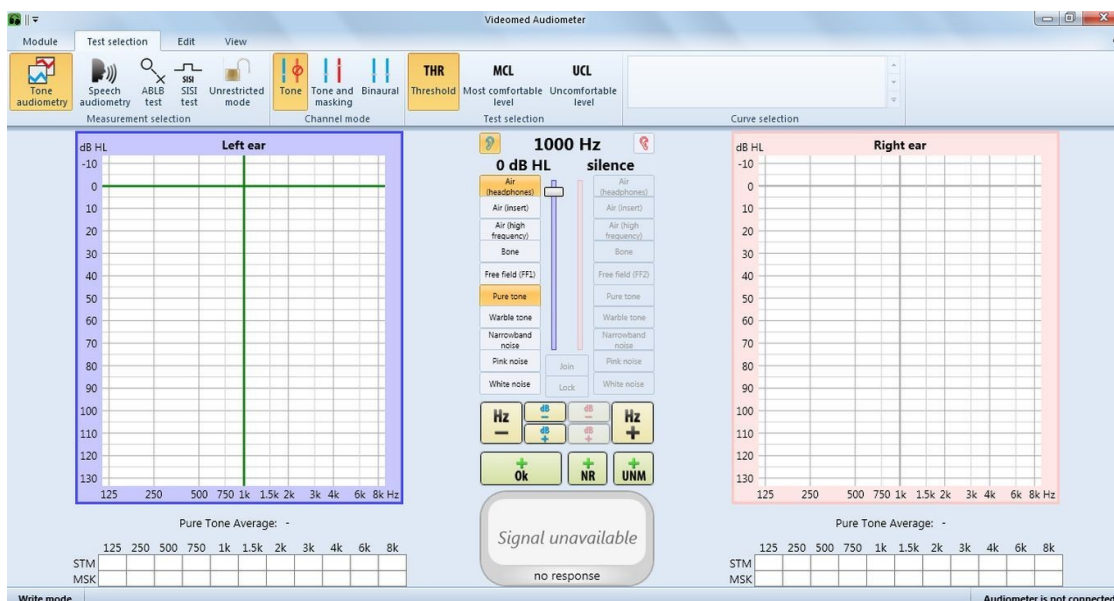 Videomed Audiometer
Module Test selection Edit View
Tone audiometry
Speech audiometry
ABLB test
SISI
SISI test
Unrestricted mode
Measurement selection
Tone
Tone and masking
Binaural
Channel mode
THR
Threshold
MCL
Most comfortable level
UCL
Uncomfortable level
Test selection
Curve selection
dB HL Left ear
-10
0
10
20
30
40
50
60
70
80
90
100
110
120
130
125 250 500 750 1k 1.5k 2k 3k 4k 6k 8k Hz
Pure Tone Average: -
125 250 500 750 1k 1.5k 2k 3k 4k 6k 8k
STM
MSK
1000 Hz
0 dB HL silence
Air (headphones) Air (headphones)
Air (insert) Air (insert)
Air (high frequency) Air (high frequency)
Bone Bone
Free field (FF1) Free field (FF2)
Pure tone Pure tone
Warble tone Warble tone
Narrowband noise Narrowband noise
Pink noise Join Pink noise
White noise Lock White noise
Hz − dB − dB − Hz +
dB + dB +
+ Ok + NR + UNM
Signal unavailable
no response
dB HL Right ear
-10
0
10
20
30
40
50
60
70
80
90
100
110
120
130
125 250 500 750 1k 1.5k 2k 3k 4k 6k 8k Hz
Pure Tone Average: -
125 250 500 750 1k 1.5k 2k 3k 4k 6k 8k
STM
MSK
Write mode Audiometer is not connected